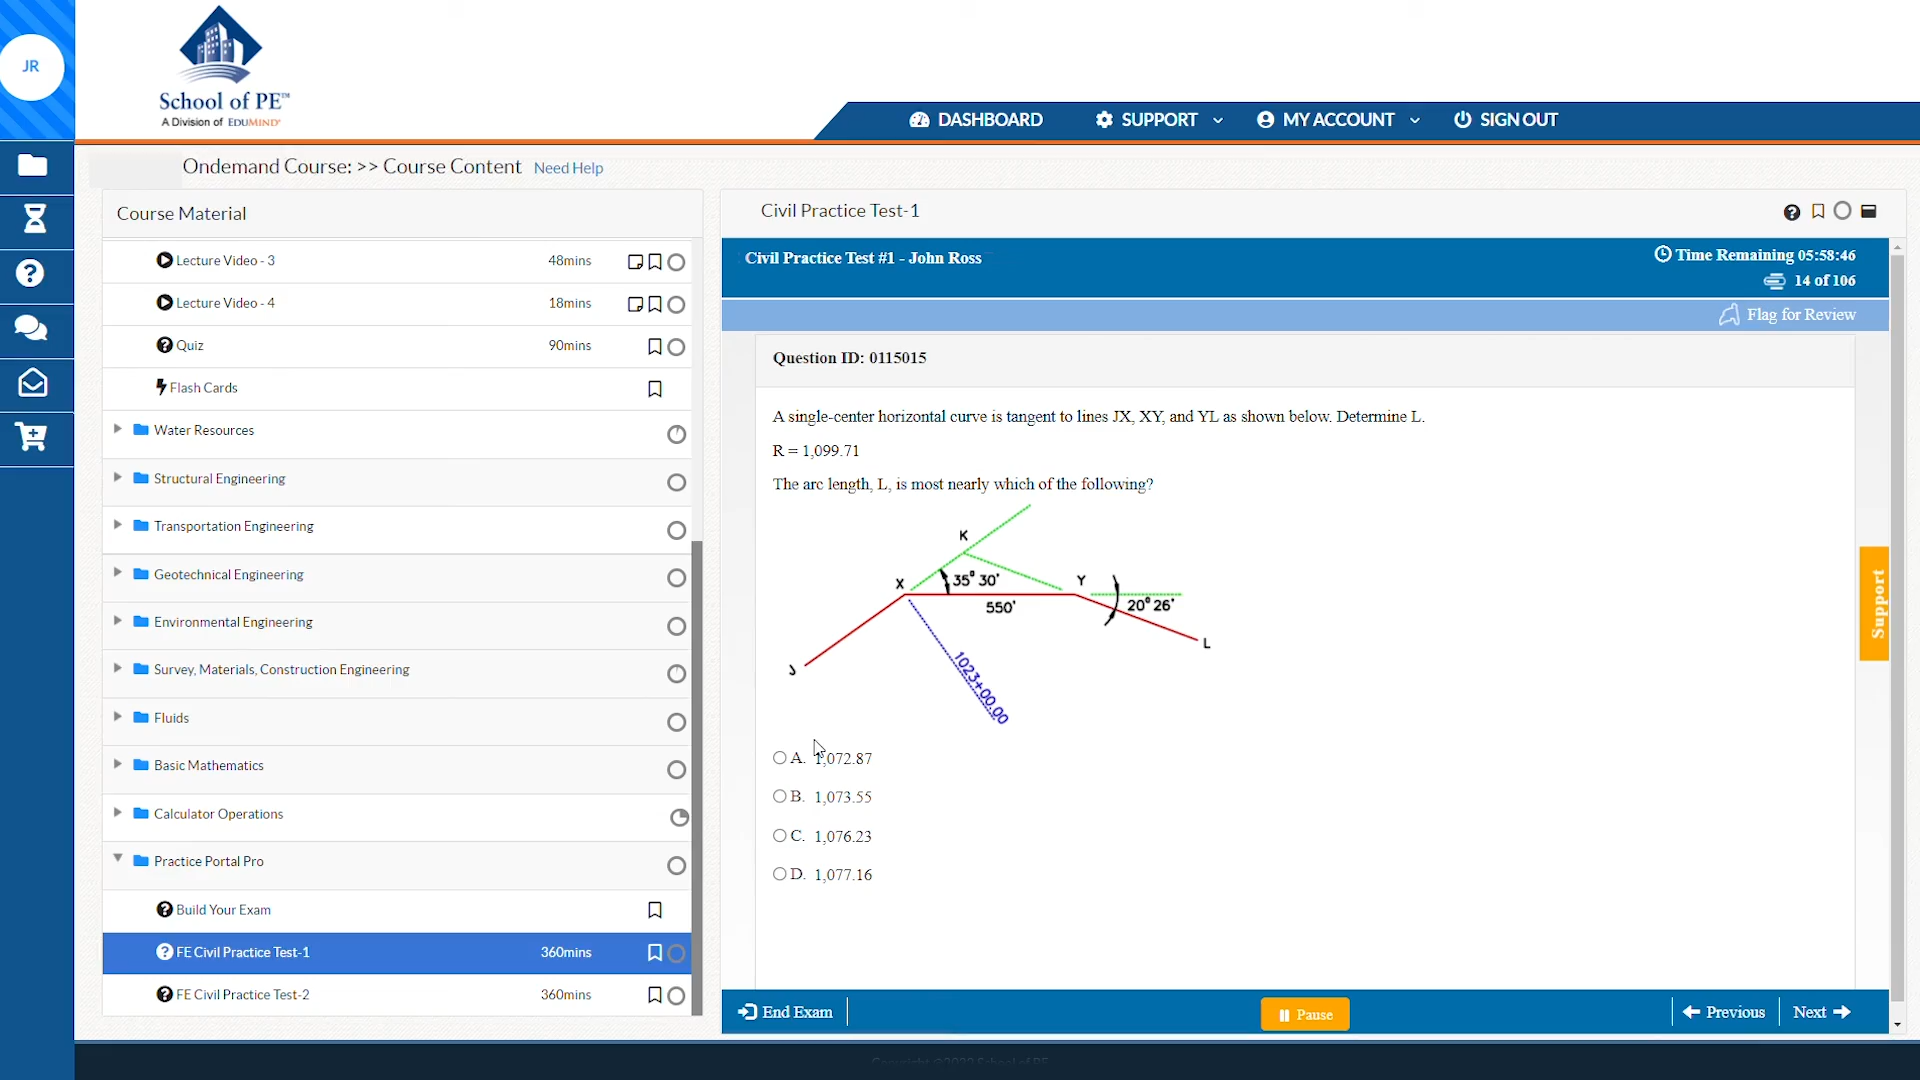 JR
School of PE™
A Division of EDUMIND®
DASHBOARD
SUPPORT
MY ACCOUNT
SIGN OUT
Ondemand Course: >> Course Content
Need Help
Course Material
Lecture Video - 3
48mins
Lecture Video - 4
18mins
Quiz
90mins
Flash Cards
Water Resources
Structural Engineering
Transportation Engineering
Geotechnical Engineering
Environmental Engineering
Survey, Materials, Construction Engineering
Fluids
Basic Mathematics
Calculator Operations
Practice Portal Pro
Build Your Exam
FE Civil Practice Test-1
360mins
FE Civil Practice Test-2
360mins
Civil Practice Test-1
Civil Practice Test #1 - John Ross
Time Remaining 05:58:46
14 of 106
Flag for Review
Question ID: 0115015
A single-center horizontal curve is tangent to lines JX, XY, and YL as shown below. Determine L.
R = 1,099.71
The arc length, L, is most nearly which of the following?
K
X
35° 30'
Y
550'
20° 26'
L
J
1023+00.00
A. 1,072.87
B. 1,073.55
C. 1,076.23
D. 1,077.16
Support
End Exam
Pause
Previous
Next
Copyright ©2022 School of PE